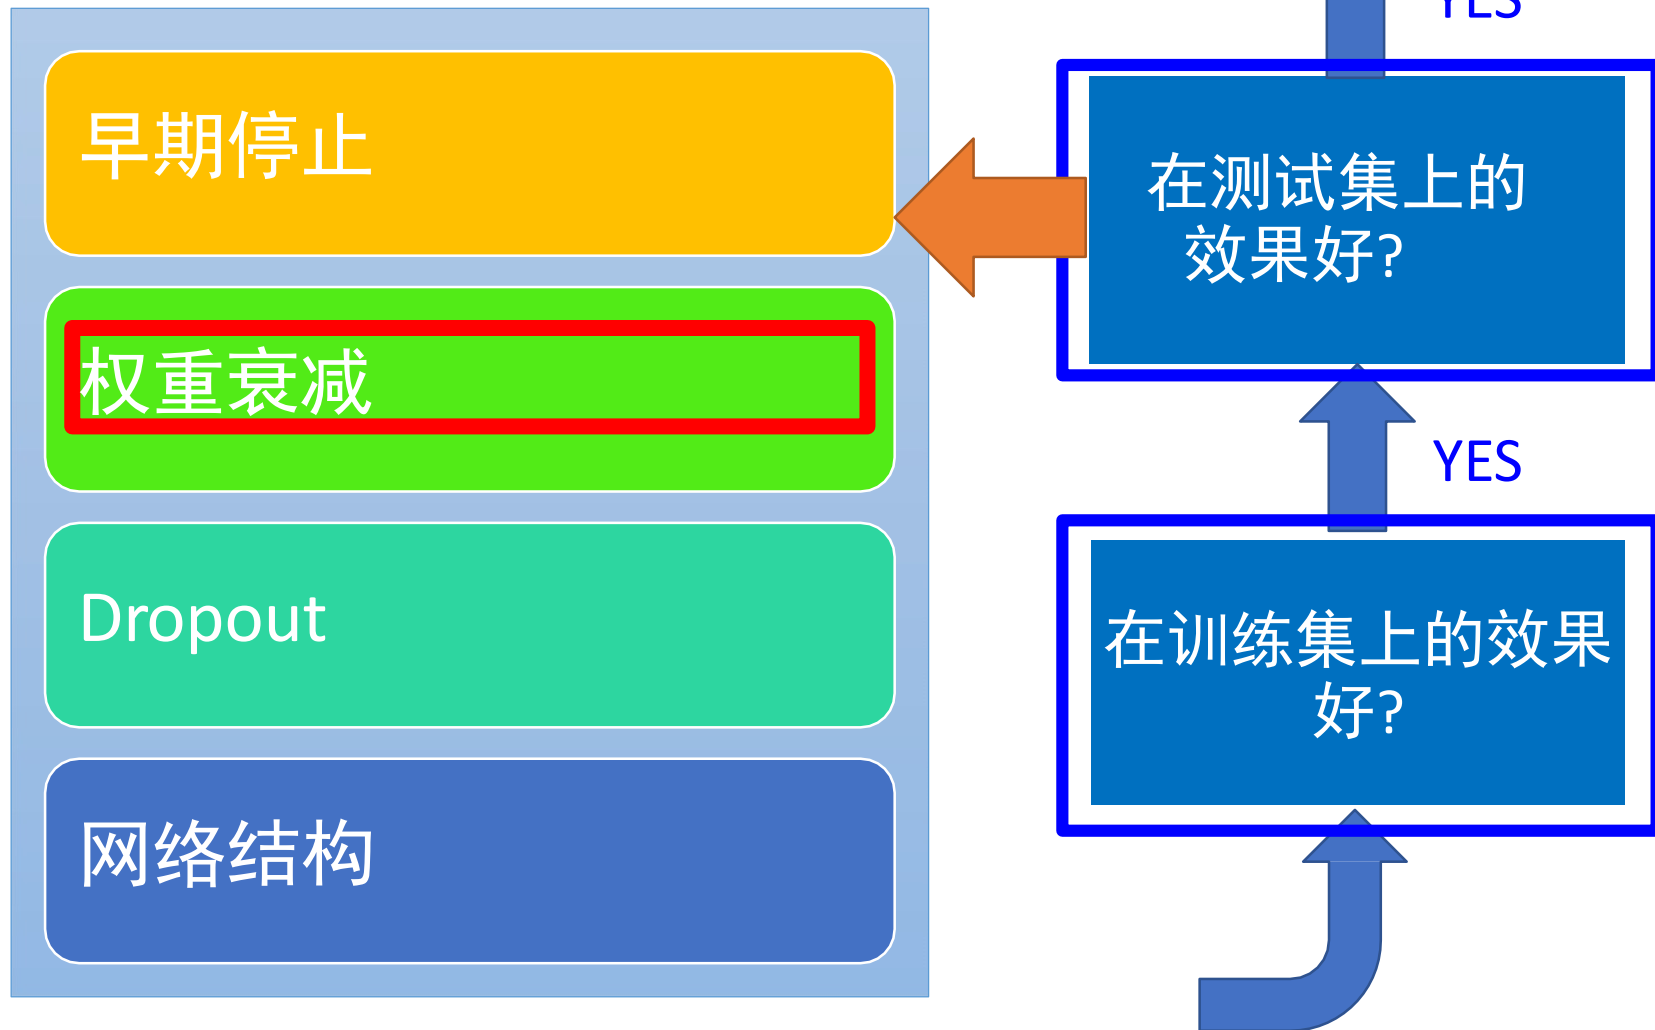 早期停止
权重衰减
Dropout
网络结构
YES
在测试集上的
效果好?
YES
在训练集上的效果
好?